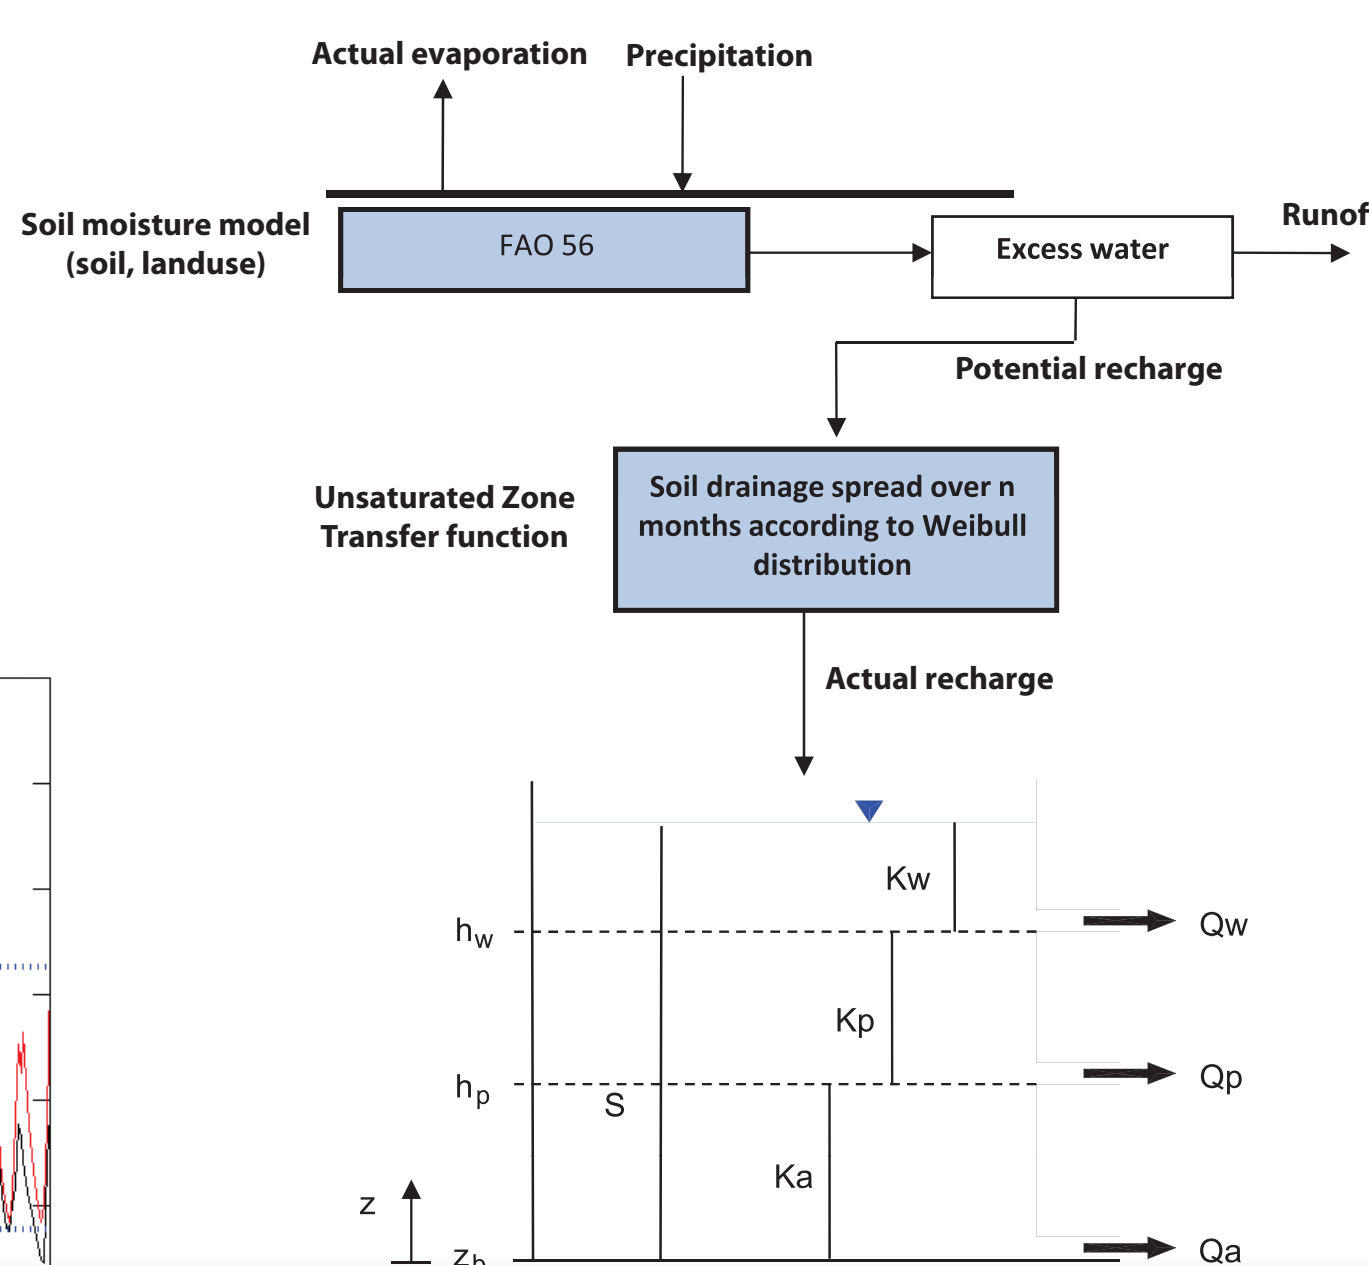 Actual evaporation
Precipitation
Soil moisture model
(soil, landuse)
FAO 56
Excess water
Runof
Potential recharge
Unsaturated Zone
Transfer function
Soil drainage spread over n
months according to Weibull
distribution
Actual recharge
Kw
hw
Qw
Kp
hp
Qp
S
Ka
z
zb
Qa